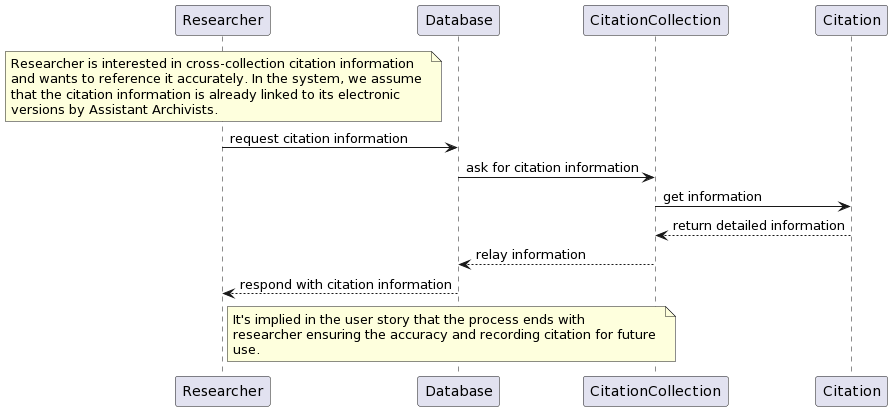 Researcher Database CitationCollection Citation
Researcher is interested in cross-collection citation information
and wants to reference it accurately. In the system, we assume
that the citation information is already linked to its electronic
versions by Assistant Archivists.
request citation information
ask for citation information
get information
return detailed information
relay information
respond with citation information
It's implied in the user story that the process ends with
researcher ensuring the accuracy and recording citation for future
use.
Researcher Database CitationCollection Citation